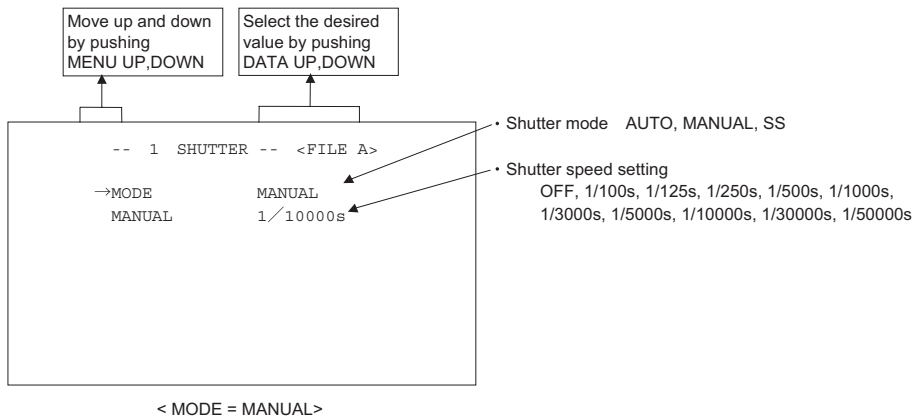 Move up and down
by pushing
MENU UP,DOWN
Select the desired
value by pushing
DATA UP,DOWN
-- 1 SHUTTER -- <FILE A>
→MODE MANUAL
MANUAL 1/10000s
• Shutter mode AUTO, MANUAL, SS
• Shutter speed setting
OFF, 1/100s, 1/125s, 1/250s, 1/500s, 1/1000s,
1/3000s, 1/5000s, 1/10000s, 1/30000s, 1/50000s
< MODE = MANUAL>